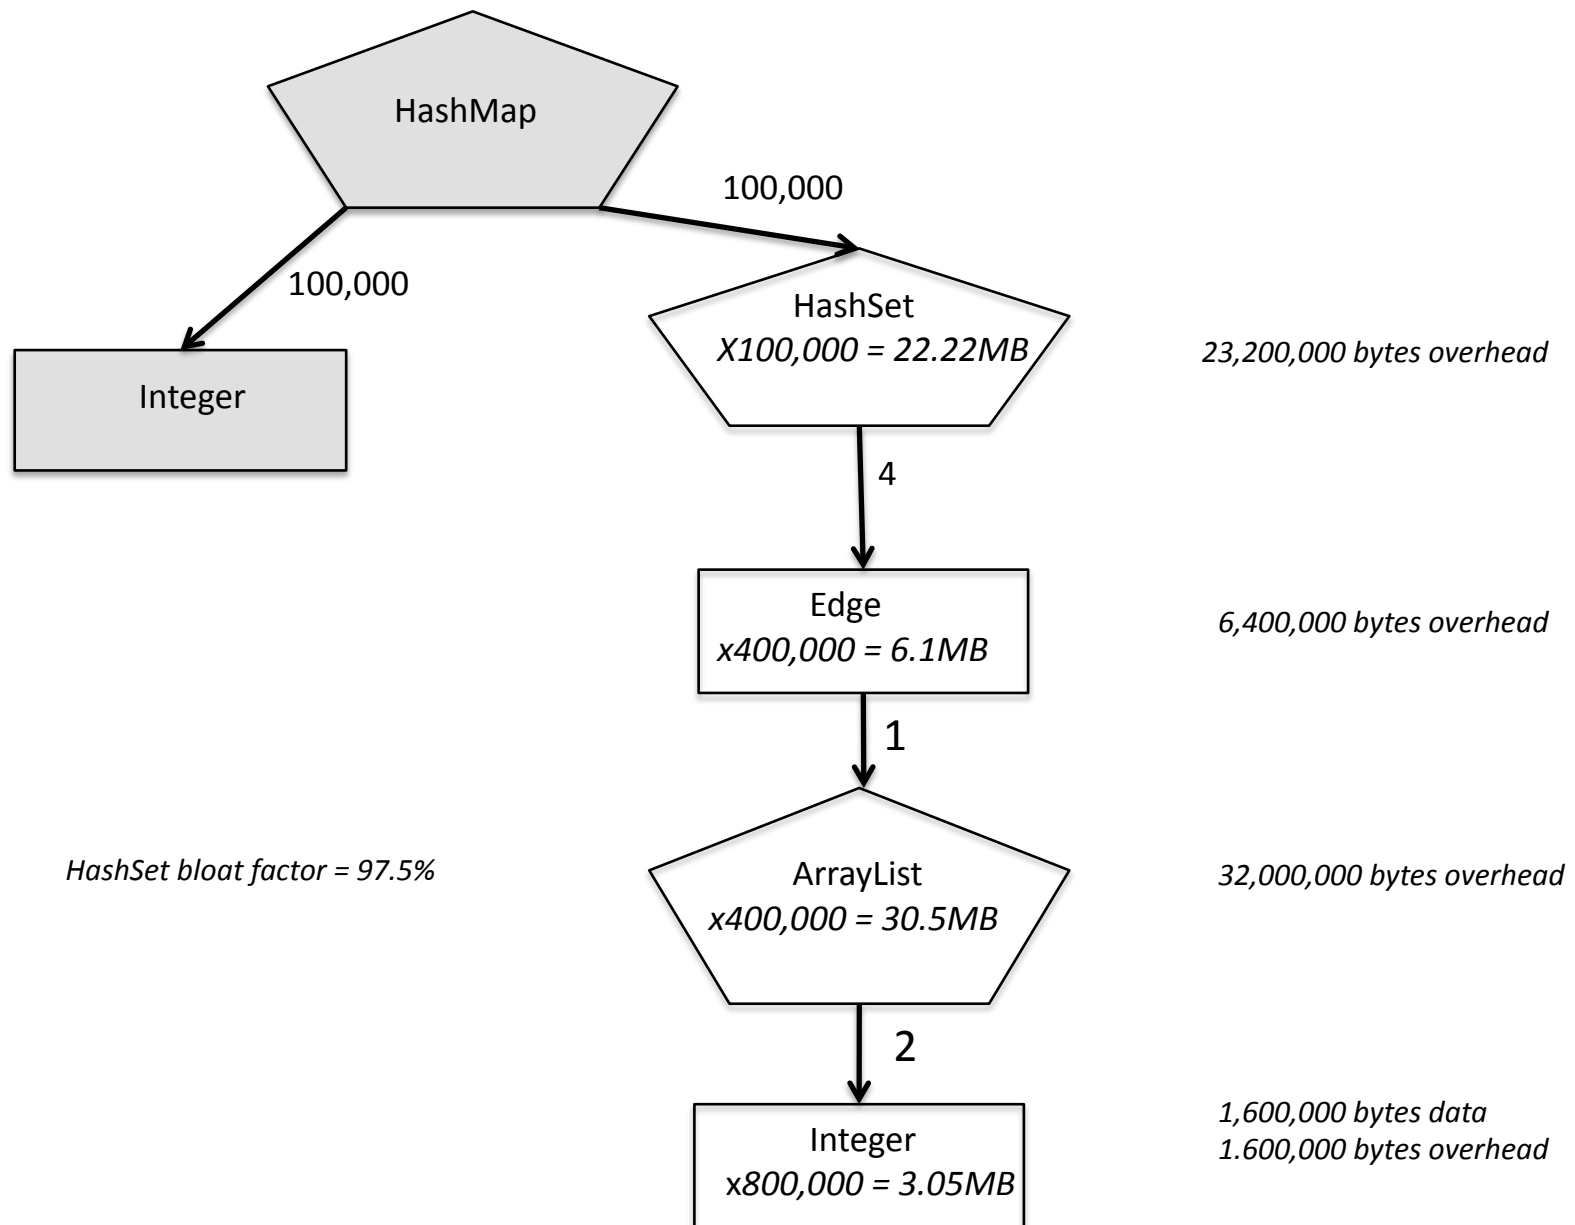 HashMap
100,000
100,000
HashSet
X100,000 = 22.22MB
23,200,000 bytes overhead
Integer
4
Edge
x400,000 = 6.1MB
6,400,000 bytes overhead
1
HashSet bloat factor = 97.5%
ArrayList
x400,000 = 30.5MB
32,000,000 bytes overhead
2
Integer
x800,000 = 3.05MB
1,600,000 bytes data
1.600,000 bytes overhead